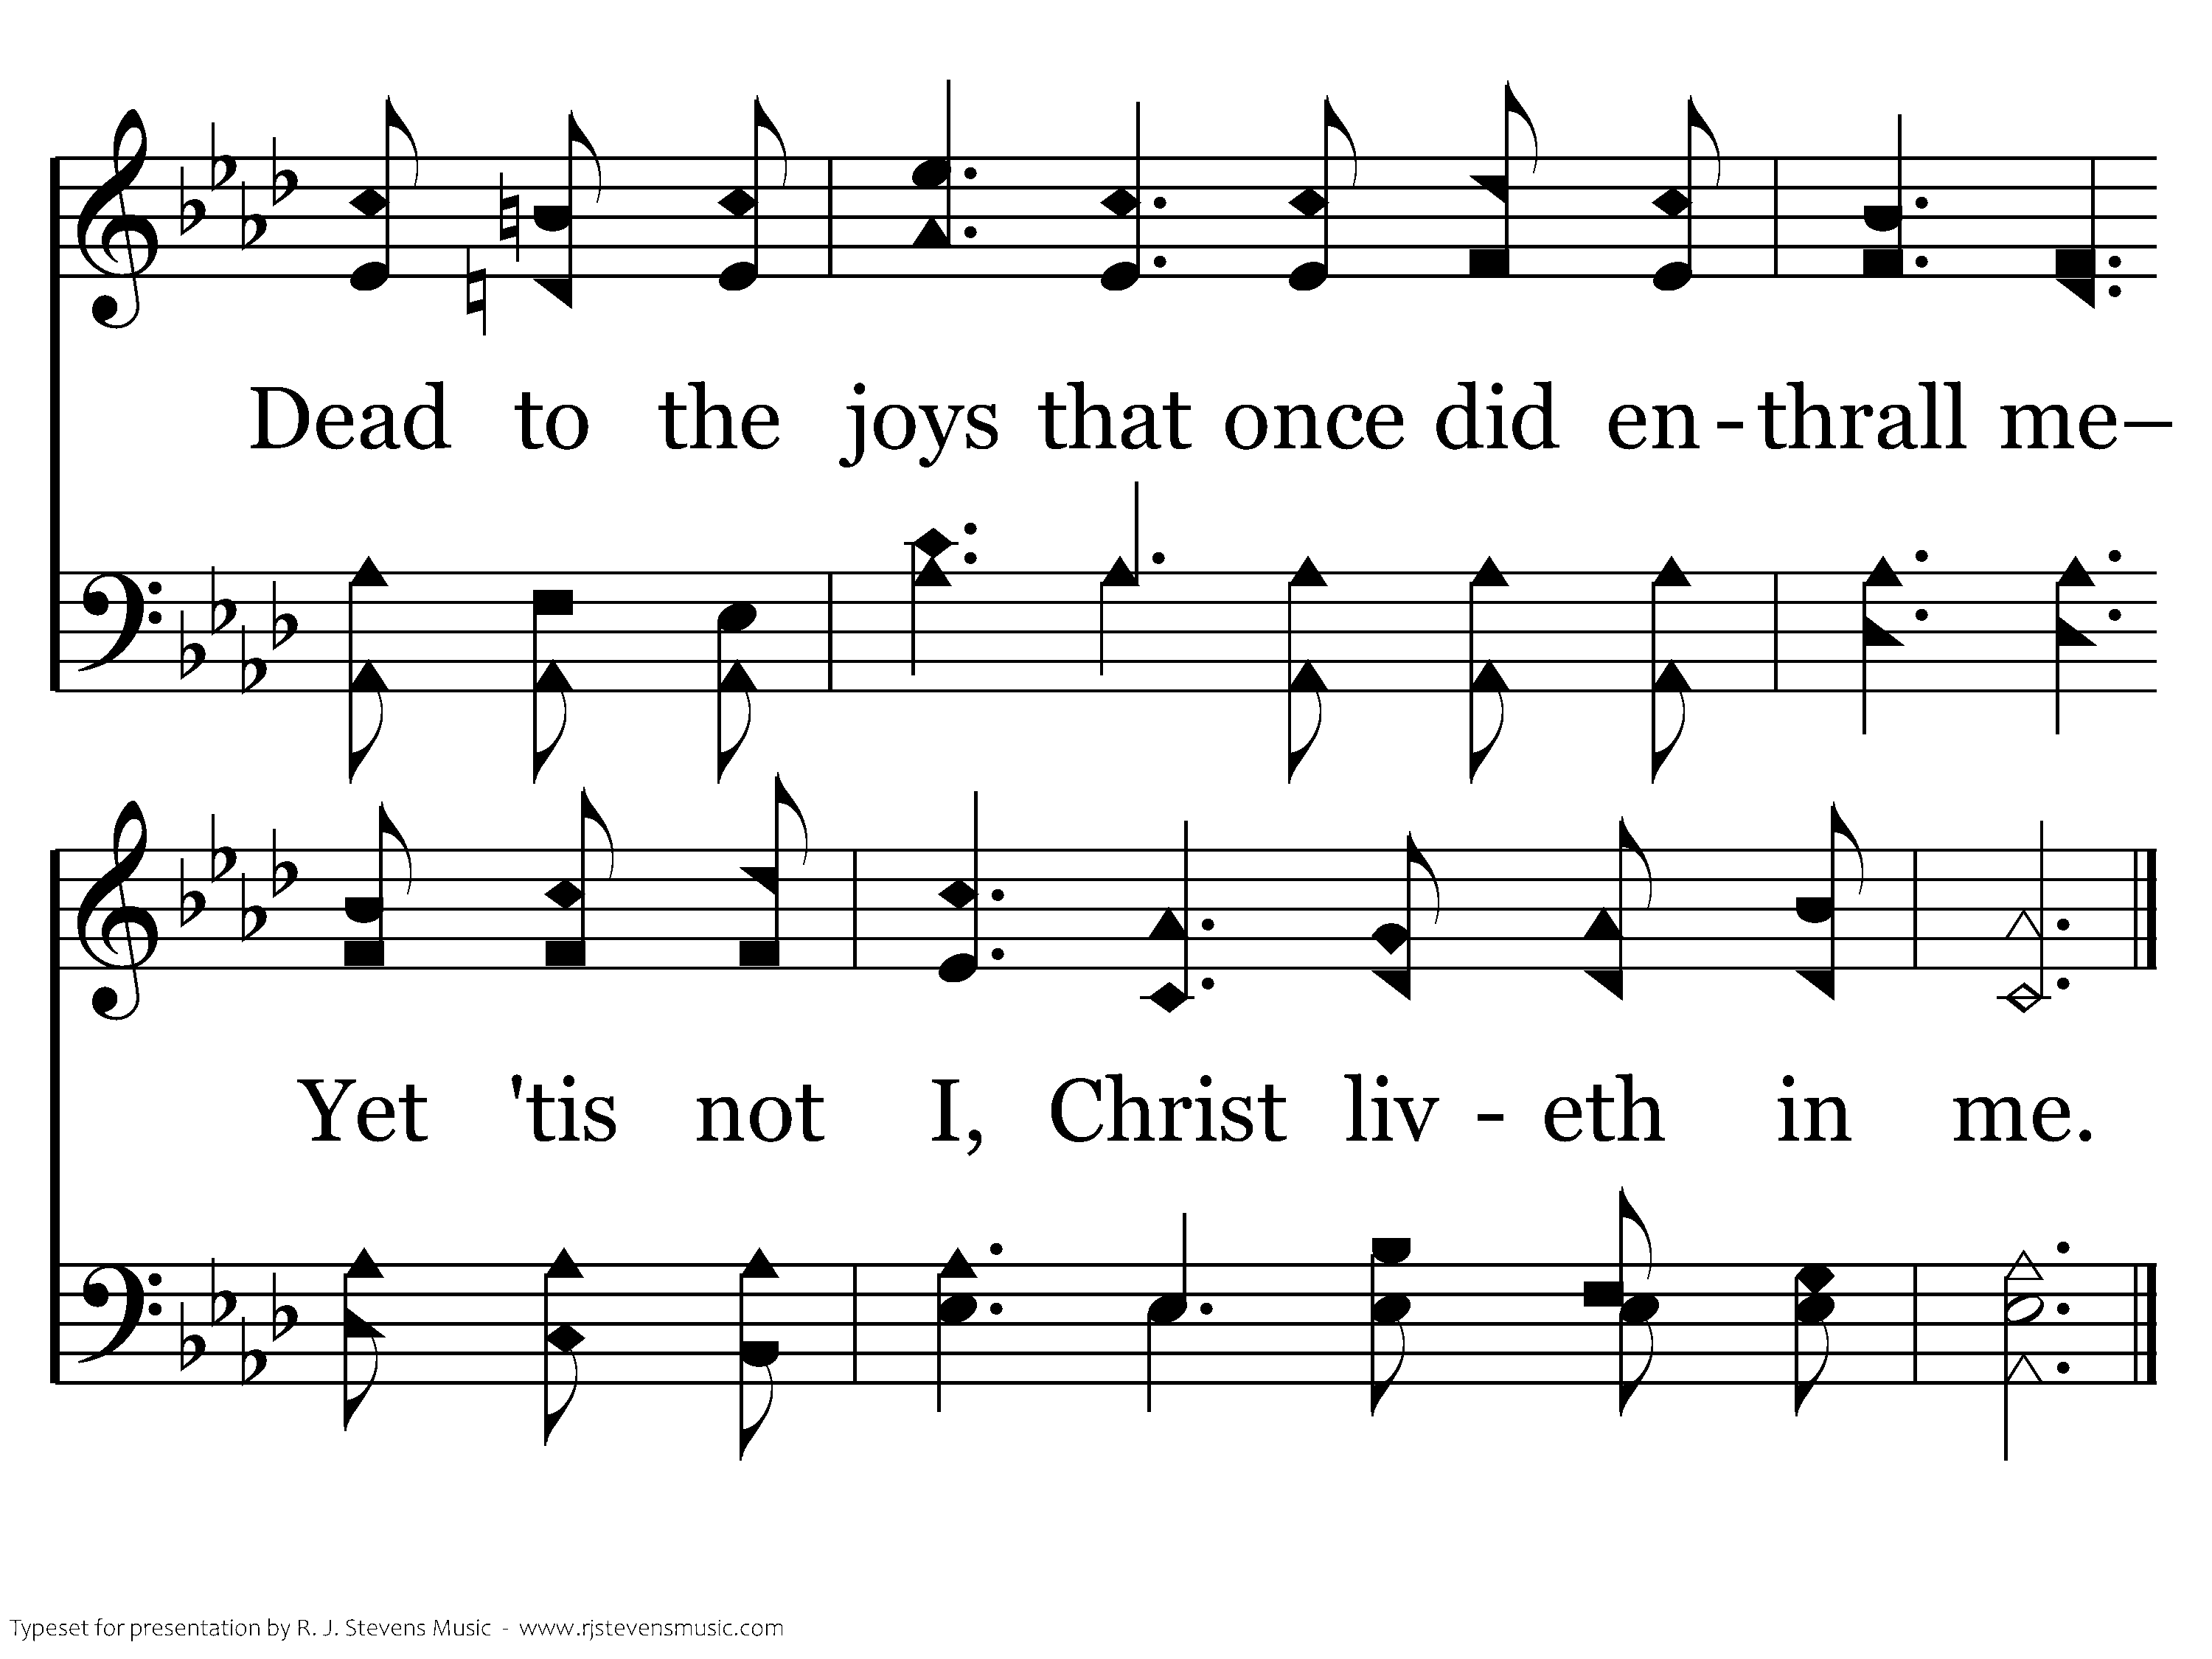 Dead to the joys that once did en-thrall me–
Yet 'tis not I, Christ liv - eth in me.
Typeset for presentation by R. J. Stevens Music - www.rjstevensmusic.com